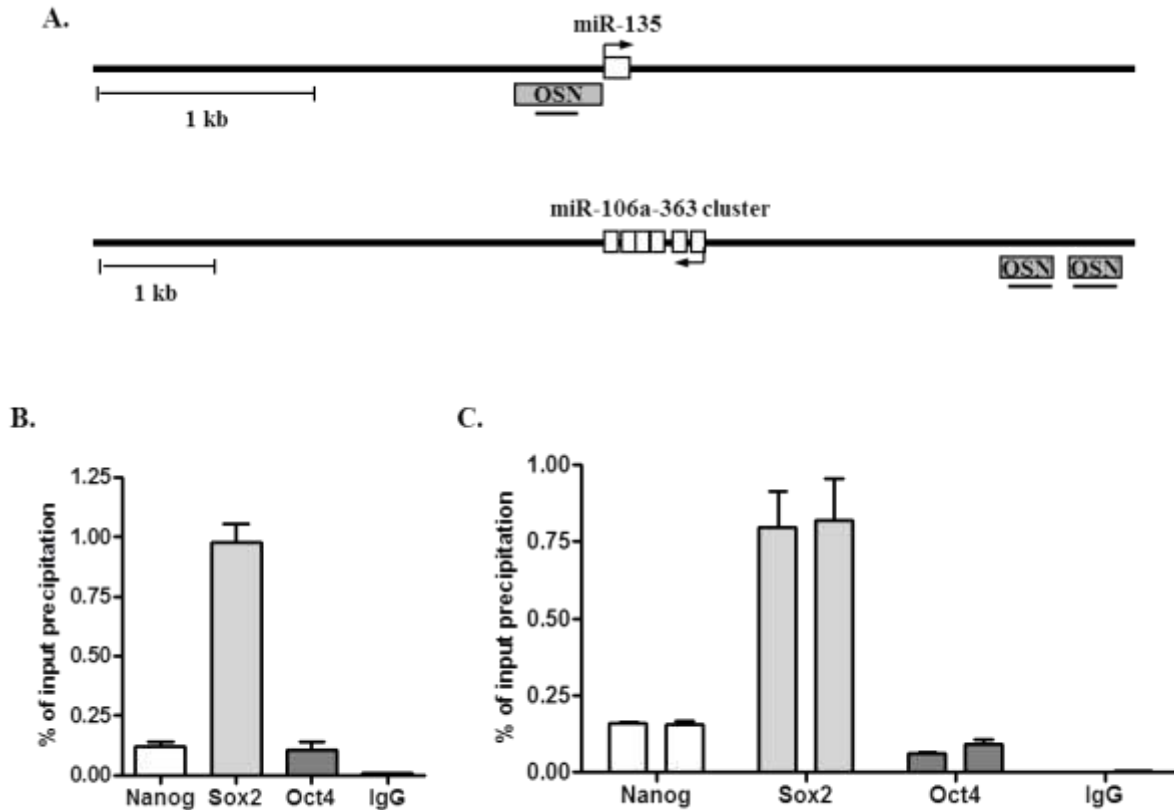 A.
miR-135
OSN
1 kb
miR-106a-363 cluster
OSN OSN
1 kb
B.
% of input precipitation
1.25
1.00
0.75
0.50
0.25
0.00
Nanog Sox2 Oct4 IgG
C.
% of input precipitation
1.00
0.75
0.50
0.25
0.00
Nanog Sox2 Oct4 IgG